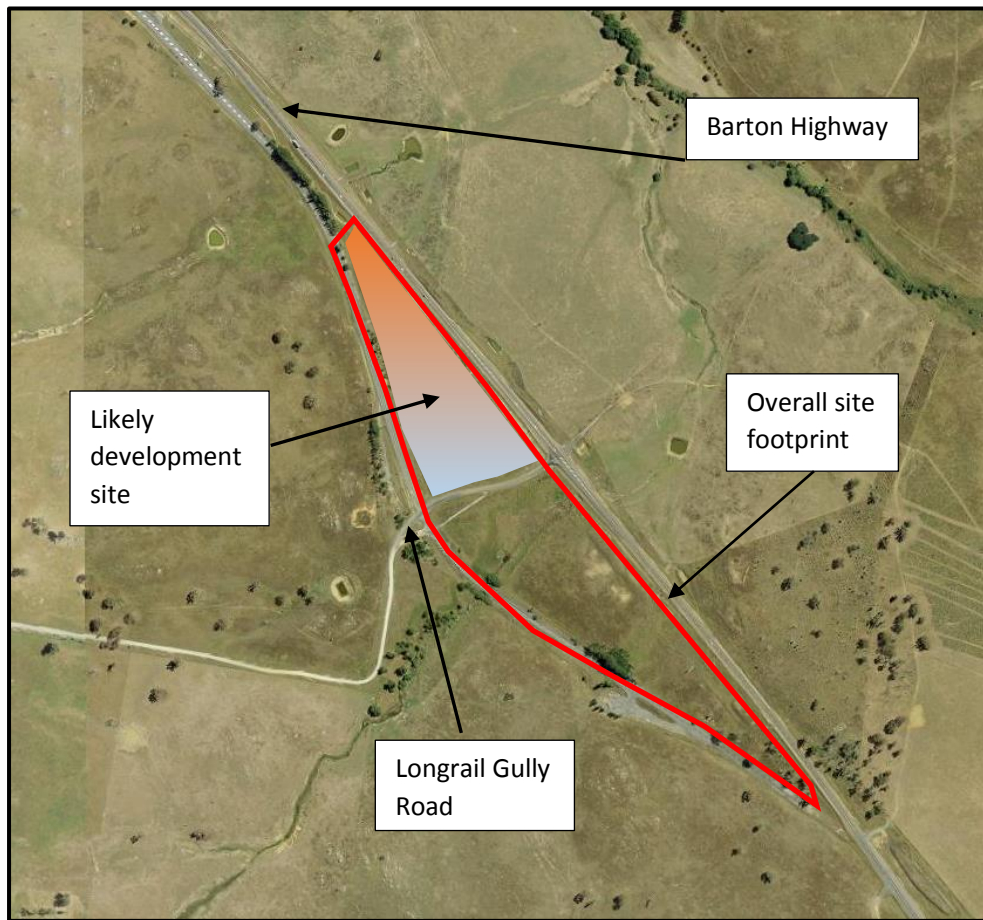 Barton Highway
Likely
development
site
Overall site
footprint
Longrail Gully
Road